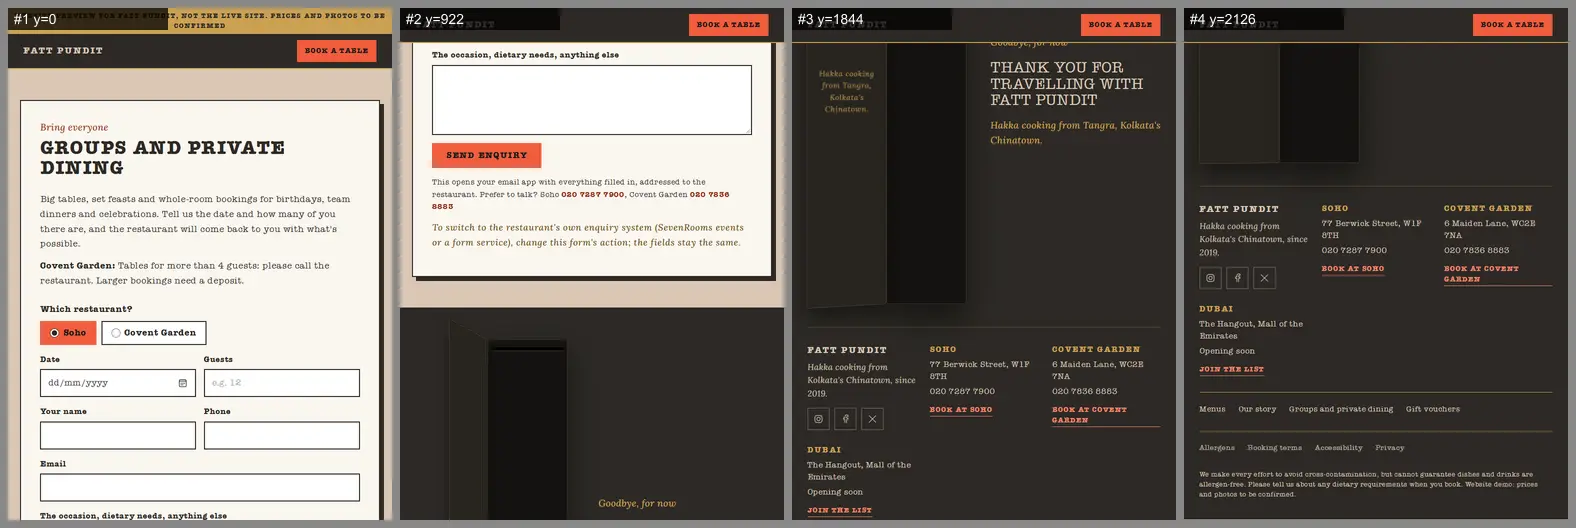 #1 y=0
PREVIEW FOR FATT PUNDIT, NOT THE LIVE SITE. PRICES AND PHOTOS TO BE
CONFIRMED
FATT PUNDIT
BOOK A TABLE
Bring everyone
GROUPS AND PRIVATE
DINING
Big tables, set feasts and whole-room bookings for birthdays, team
dinners and celebrations. Tell us the date and how many of you
there are, and the restaurant will come back to you with what's
possible.
Covent Garden: Tables for more than 4 guests: please call the
restaurant. Larger bookings need a deposit.
Which restaurant?
Soho
Covent Garden
Date
Guests
dd/mm/yyyy
e.g. 12
Your name
Phone
Email
The occasion, dietary needs, anything else
#2 y=922
BOOK A TABLE
The occasion, dietary needs, anything else
SEND ENQUIRY
This opens your email app with everything filled in, addressed to the
restaurant. Prefer to talk? Soho 020 7287 7900, Covent Garden 020 7836
8883
To switch to the restaurant's own enquiry system (SevenRooms events
or a form service), change this form's action; the fields stay the same.
Goodbye, for now
#3 y=1844
BOOK A TABLE
Goodbye, for now
Hakka cooking
from Tangra,
Kolkata's
Chinatown.
THANK YOU FOR
TRAVELLING WITH
FATT PUNDIT
Hakka cooking from Tangra, Kolkata's
Chinatown.
FATT PUNDIT
Hakka cooking from
Kolkata's Chinatown, since
2019.
SOHO
77 Berwick Street, W1F
8TH
020 7287 7900
BOOK AT SOHO
COVENT GARDEN
6 Maiden Lane, WC2E
7NA
020 7836 8883
BOOK AT COVENT
GARDEN
DUBAI
The Hangout, Mall of the
Emirates
Opening soon
JOIN THE LIST
#4 y=2126
BOOK A TABLE
FATT PUNDIT
Hakka cooking from
Kolkata's Chinatown, since
2019.
SOHO
77 Berwick Street, W1F
8TH
020 7287 7900
BOOK AT SOHO
COVENT GARDEN
6 Maiden Lane, WC2E
7NA
020 7836 8883
BOOK AT COVENT
GARDEN
DUBAI
The Hangout, Mall of the
Emirates
Opening soon
JOIN THE LIST
Menus
Our story
Groups and private dining
Gift vouchers
Allergens
Booking terms
Accessibility
Privacy
We make every effort to avoid cross-contamination, but cannot guarantee dishes and drinks are
allergen-free. Please tell us about any dietary requirements when you book. Website demo: prices
and photos to be confirmed.